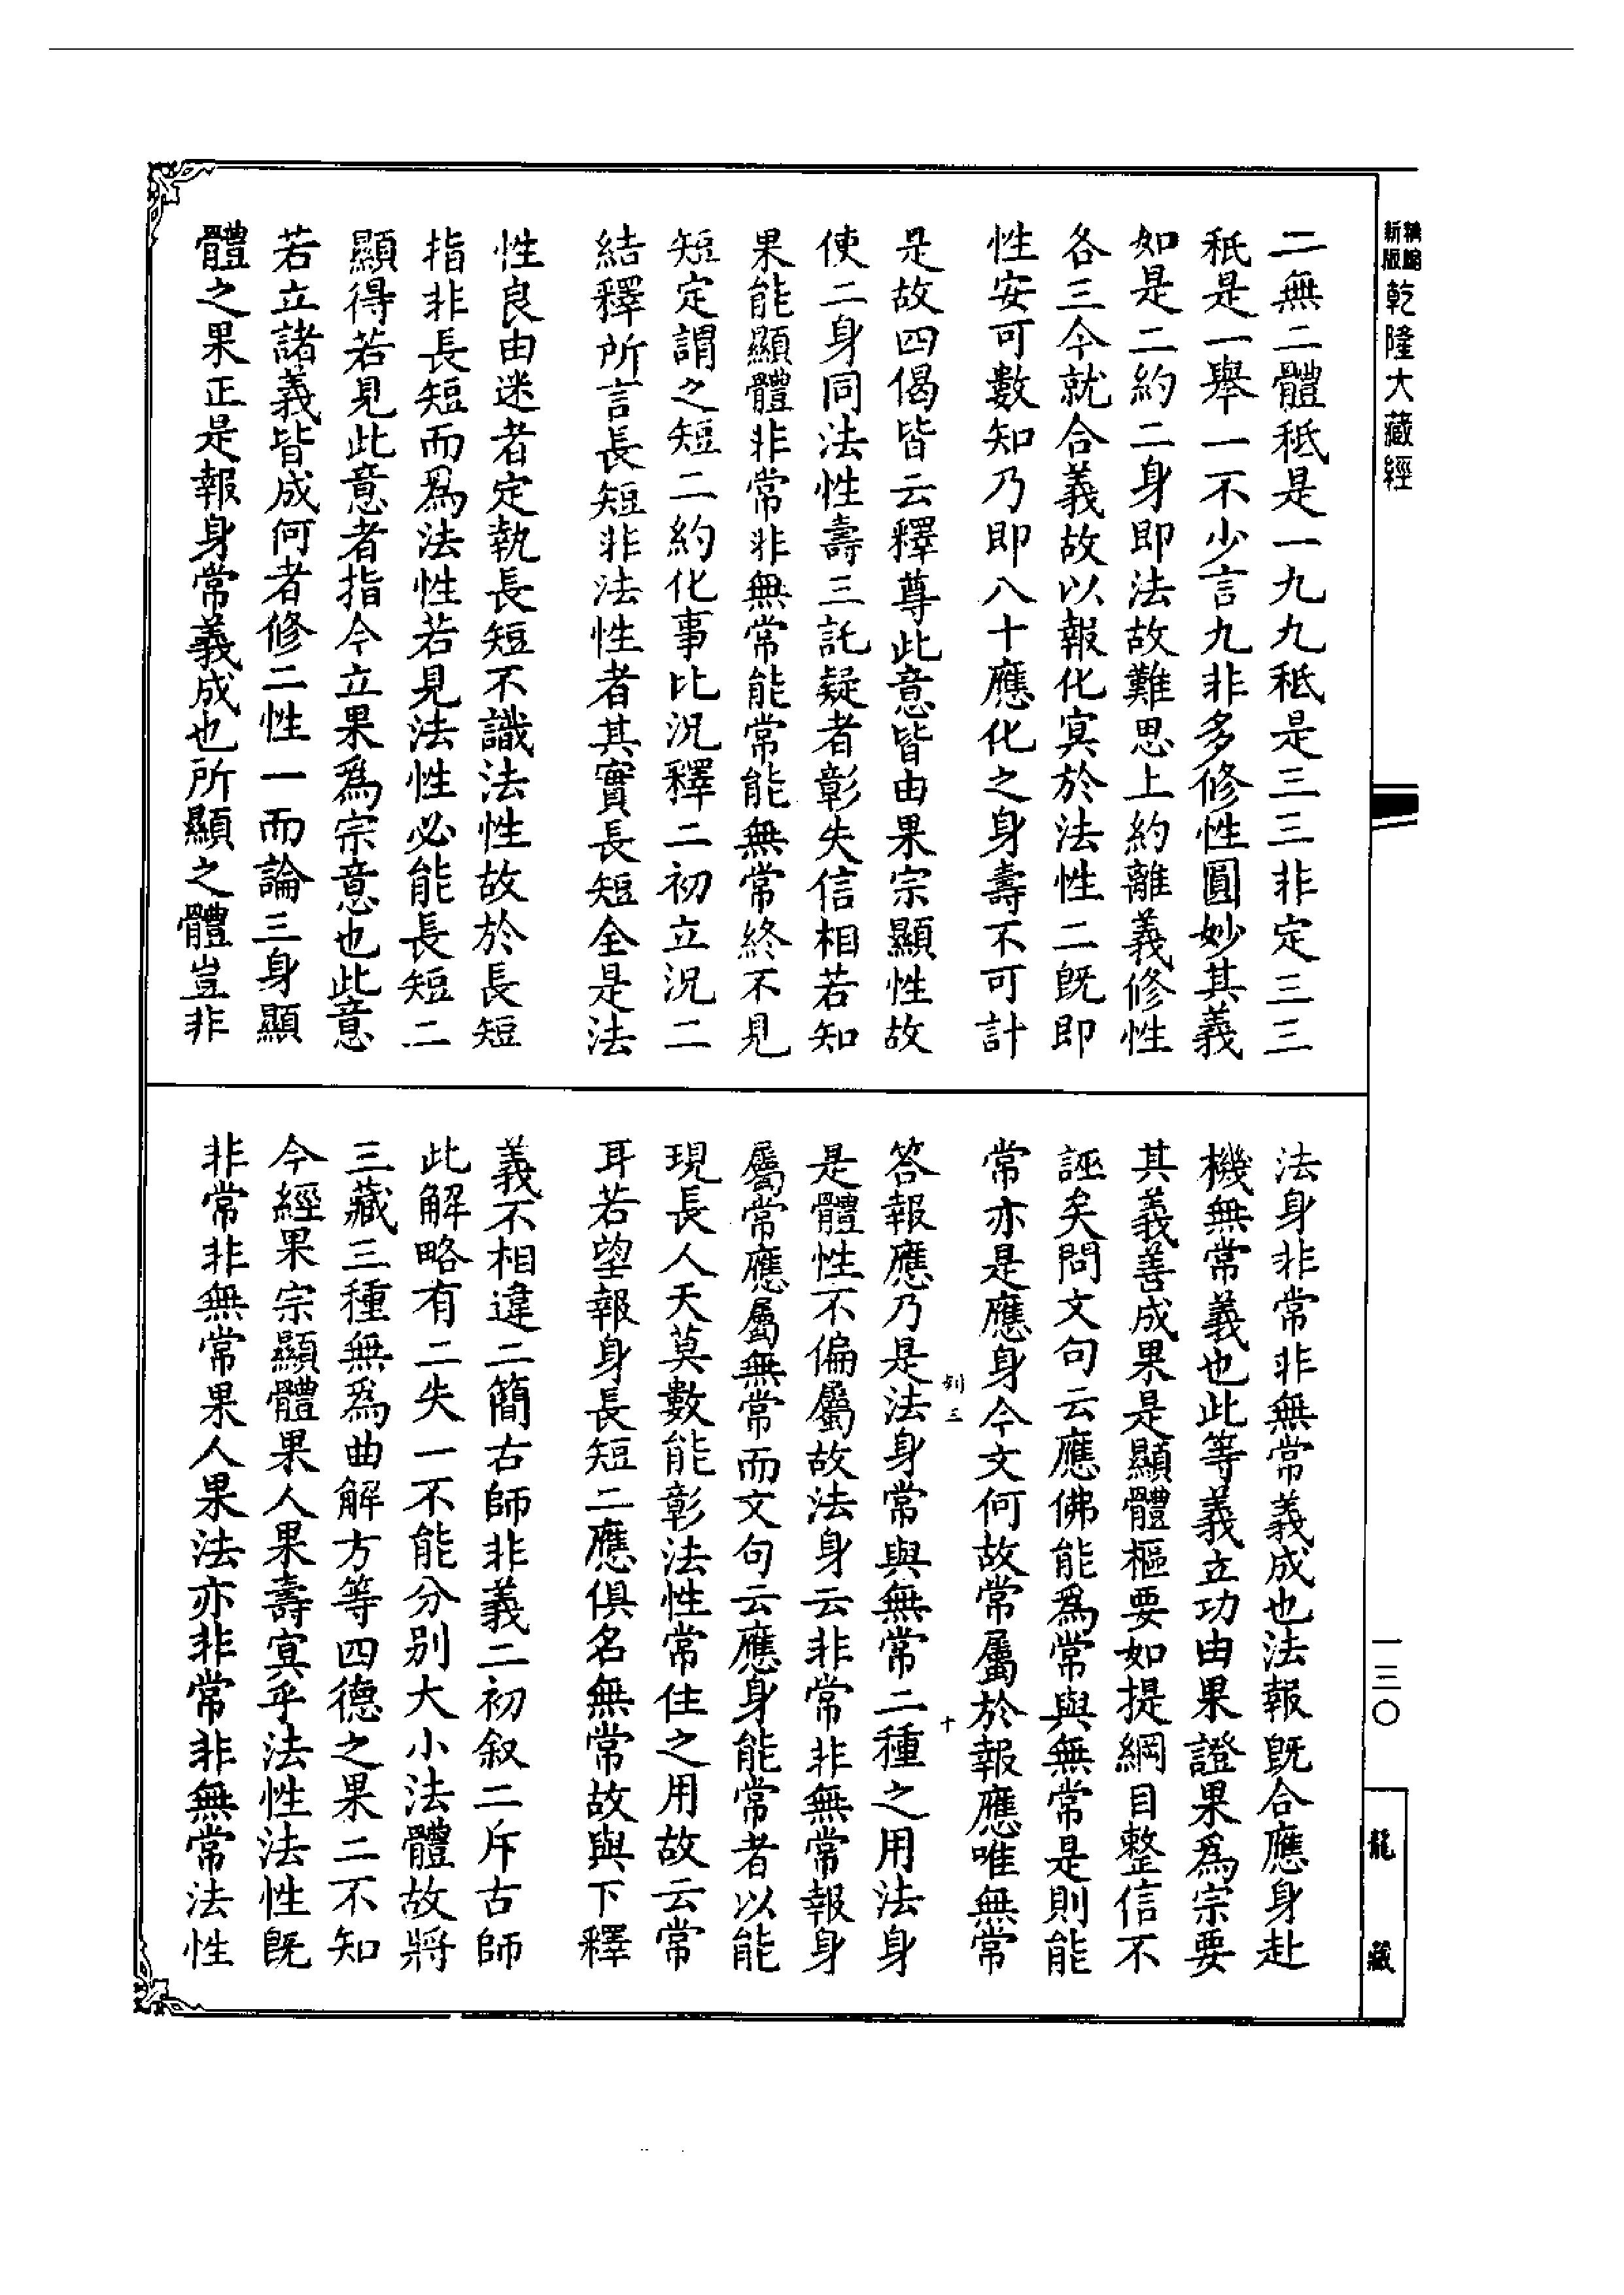 精縮
新版
乾隆大藏經
二無二體秪是一九九秪是三三非定三三
秖是一舉一不少言九非多修性圓妙其義
如是二約二身即法故難思上約離義修性
各三今就合義故以報化冥於法性二旣即
性安可數知乃即八十應化之身壽不可計
是故四偈皆云釋尊此意皆由果宗顯性故
使二身同法性壽三託疑者彰失信相若知
果能顯體非常非無常能常能無常終不見
短定謂之短二約化事比況釋二初立況二
結釋所言長短非法性者其實長短全是法
性良由迷者定執長短不識法性故於長短
指非長短而爲法性若見法性必能長短二
顯得若見此意者指今立果爲宗意也此意
若立諸義皆成何者修二性一而論三身顯
體之果正是報身常義成也所顯之體豈非
法身非常非無常義成也法報旣合應身赴
機無常義也此等義立功由果證果爲宗要
其義善成果是顯體樞要如提綱目整信不
誣矣問文句云應佛能爲常與無常是則能
常亦是應身今文何故常屬於報應唯無常
答報應乃是法身常與無常二種之用法身
是體性不偏屬故法身云非常非無常報身
屬常應屬無常而文句云應身能常者以能
現長人天莫數能彰法性常住之用故云常
耳若望報身長短二應俱名無常故與下釋
義不相違二簡古師非義二初敘二斥古師
此解略有二失一不能分别大小法體故將
三藏三種無爲曲解方等四德之果二不知
今經果宗顯體果人果壽冥乎法性法性旣
非常非無常果人果法亦非常非無常法性
三
十
一三〇
龍藏